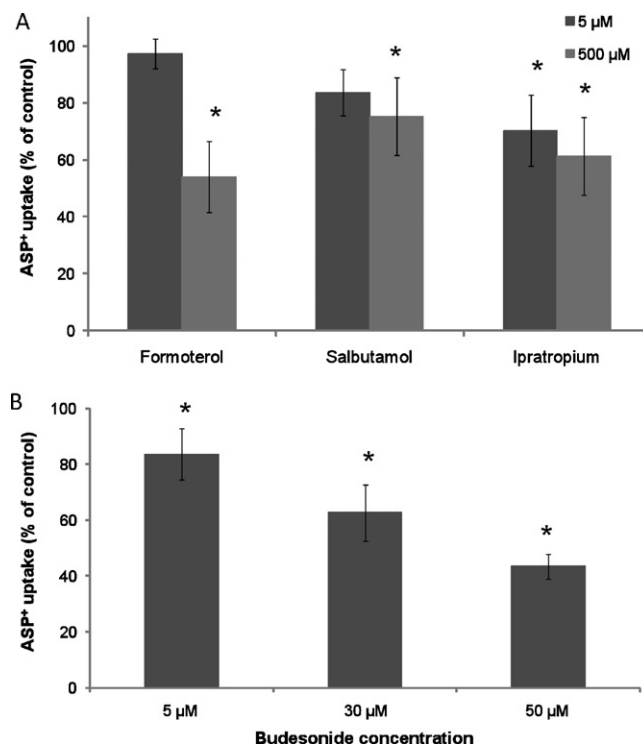 A
5 µM
500 µM
ASP⁺ uptake (% of control)
100
80
60
40
20
0
*
*
*
*
Formoterol Salbutamol Ipratropium
B
ASP⁺ uptake (% of control)
100
80
60
40
20
0
*
*
*
5 µM 30 µM 50 µM
Budesonide concentration